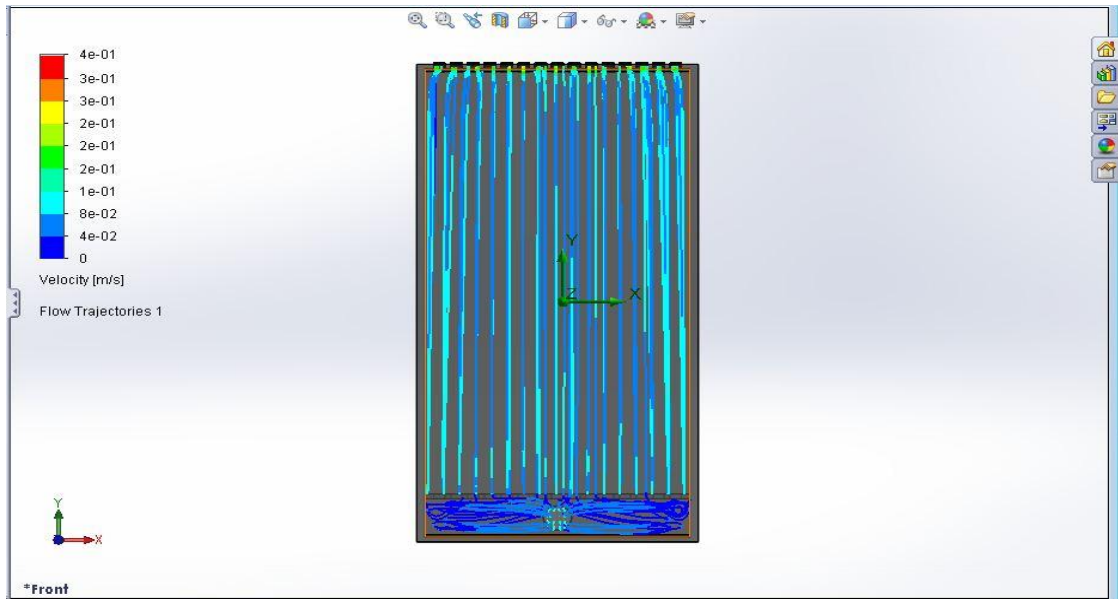 4e-01
3e-01
3e-01
2e-01
2e-01
2e-01
1e-01
8e-02
4e-02
0
Velocity [m/s]
Flow Trajectories 1
Y
Z X
Y
X
*Front